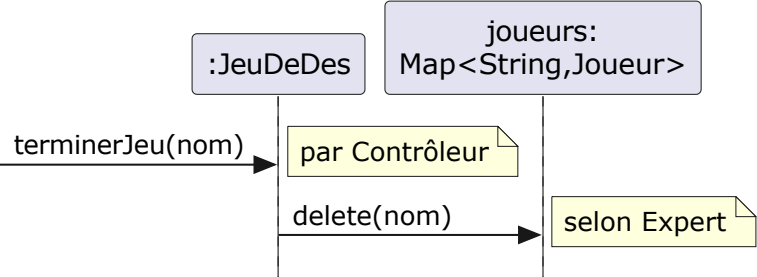 :JeuDeDes
joueurs:
Map<String,Joueur>
terminerJeu(nom)
par Contrôleur
delete(nom)
selon Expert